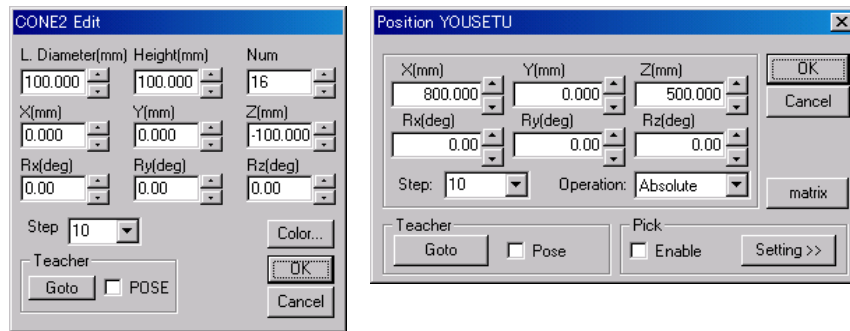 CONE2 Edit
L. Diameter(mm) Height(mm) Num
100.000 100.000 16
X(mm) Y(mm) Z(mm)
0.000 0.000 -100.000
Rx(deg) Ry(deg) Rz(deg)
0.00 0.00 0.00
Step 10 Color...
Teacher
OK
Goto POSE
Cancel
Position YOUSETU
X(mm) Y(mm) Z(mm) OK
800.000 0.000 500.000
Cancel
Rx(deg) Ry(deg) Rz(deg)
0.00 0.00 0.00
Step: 10 Operation: Absolute matrix
Teacher Pick
Goto Pose Enable Setting >>